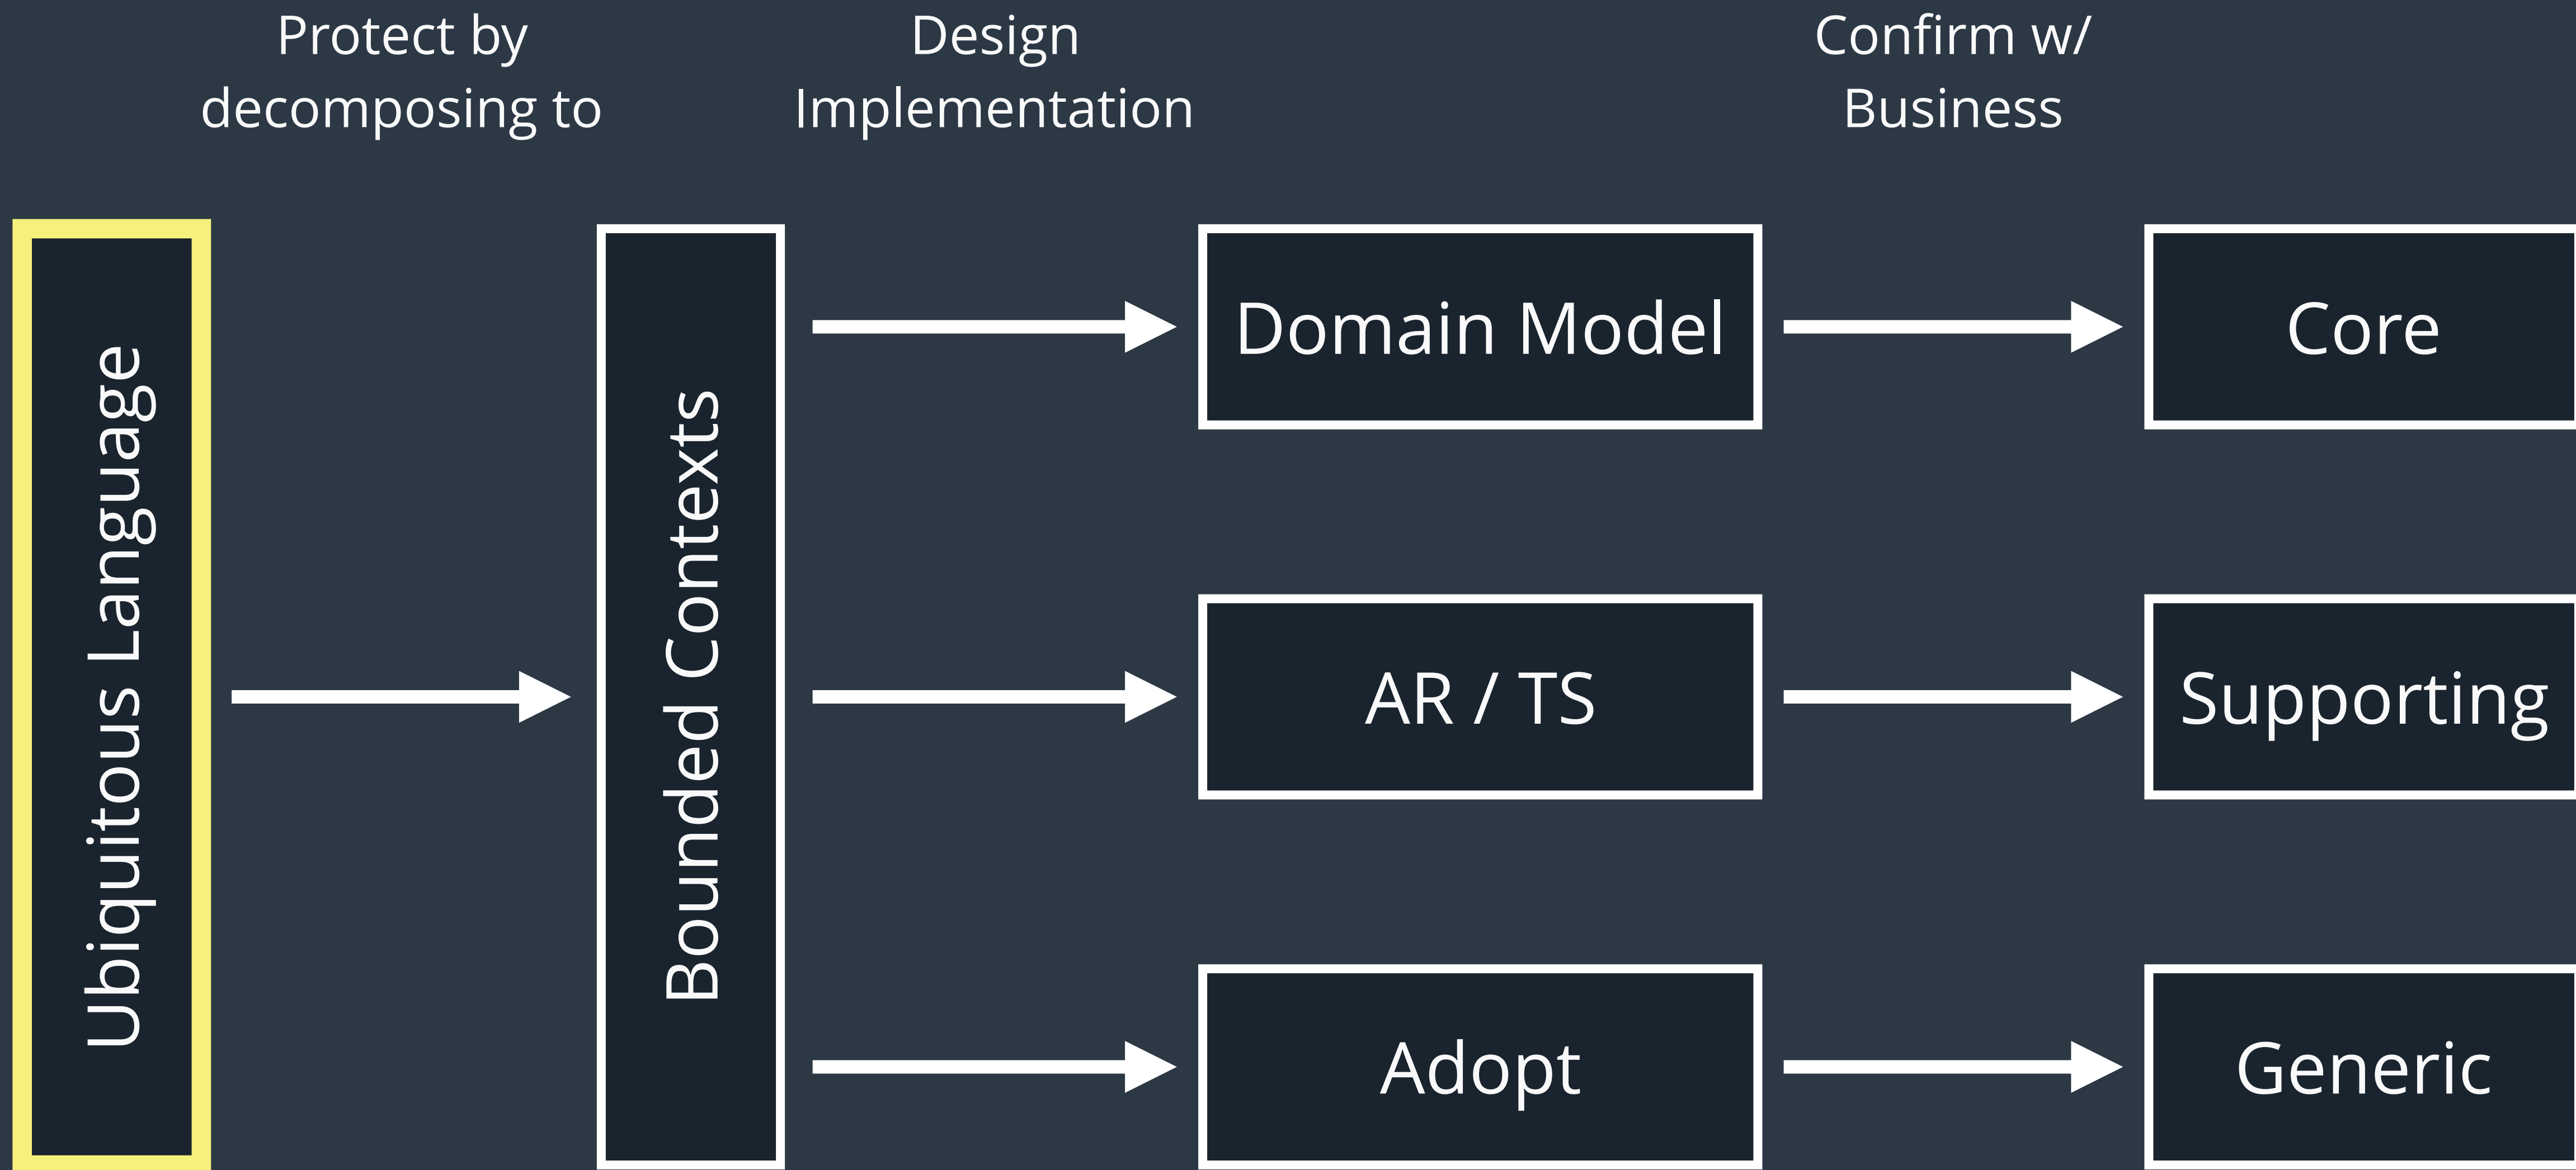 Protect by
decomposing to
Design
Implementation
Confirm w/
Business
Ubiquitous Language
Bounded Contexts
Domain Model
Core
AR / TS
Supporting
Adopt
Generic